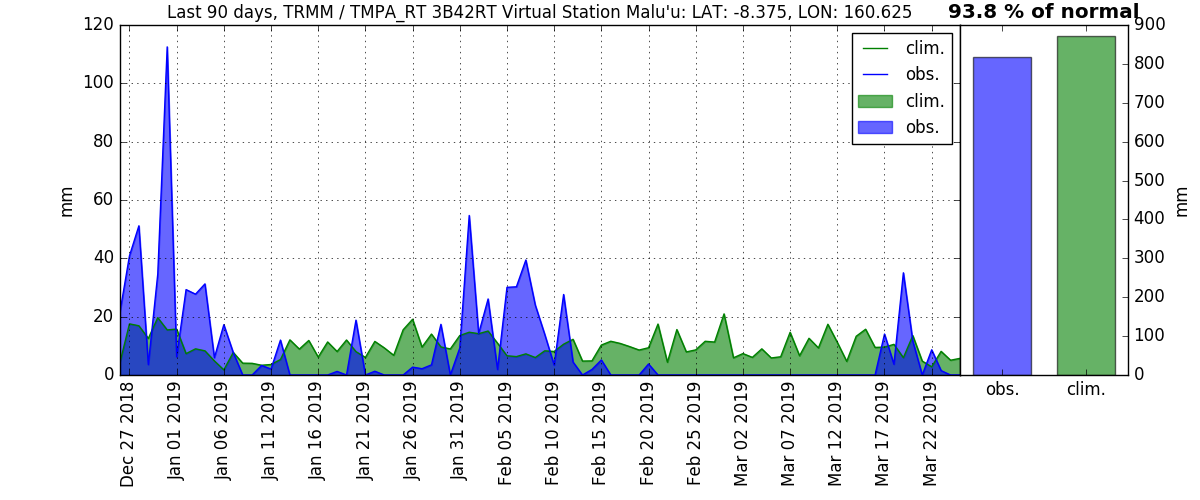 Last 90 days, TRMM / TMPA_RT 3B42RT Virtual Station Malu'u: LAT: -8.375, LON: 160.625
93.8 % of normal
120
100
80
60
40
20
0
mm
clim.
obs.
clim.
obs.
Dec 27 2018
Jan 01 2019
Jan 06 2019
Jan 11 2019
Jan 16 2019
Jan 21 2019
Jan 26 2019
Jan 31 2019
Feb 05 2019
Feb 10 2019
Feb 15 2019
Feb 20 2019
Feb 25 2019
Mar 02 2019
Mar 07 2019
Mar 12 2019
Mar 17 2019
Mar 22 2019
900
800
700
600
500
400
300
200
100
0
mm
obs.
clim.